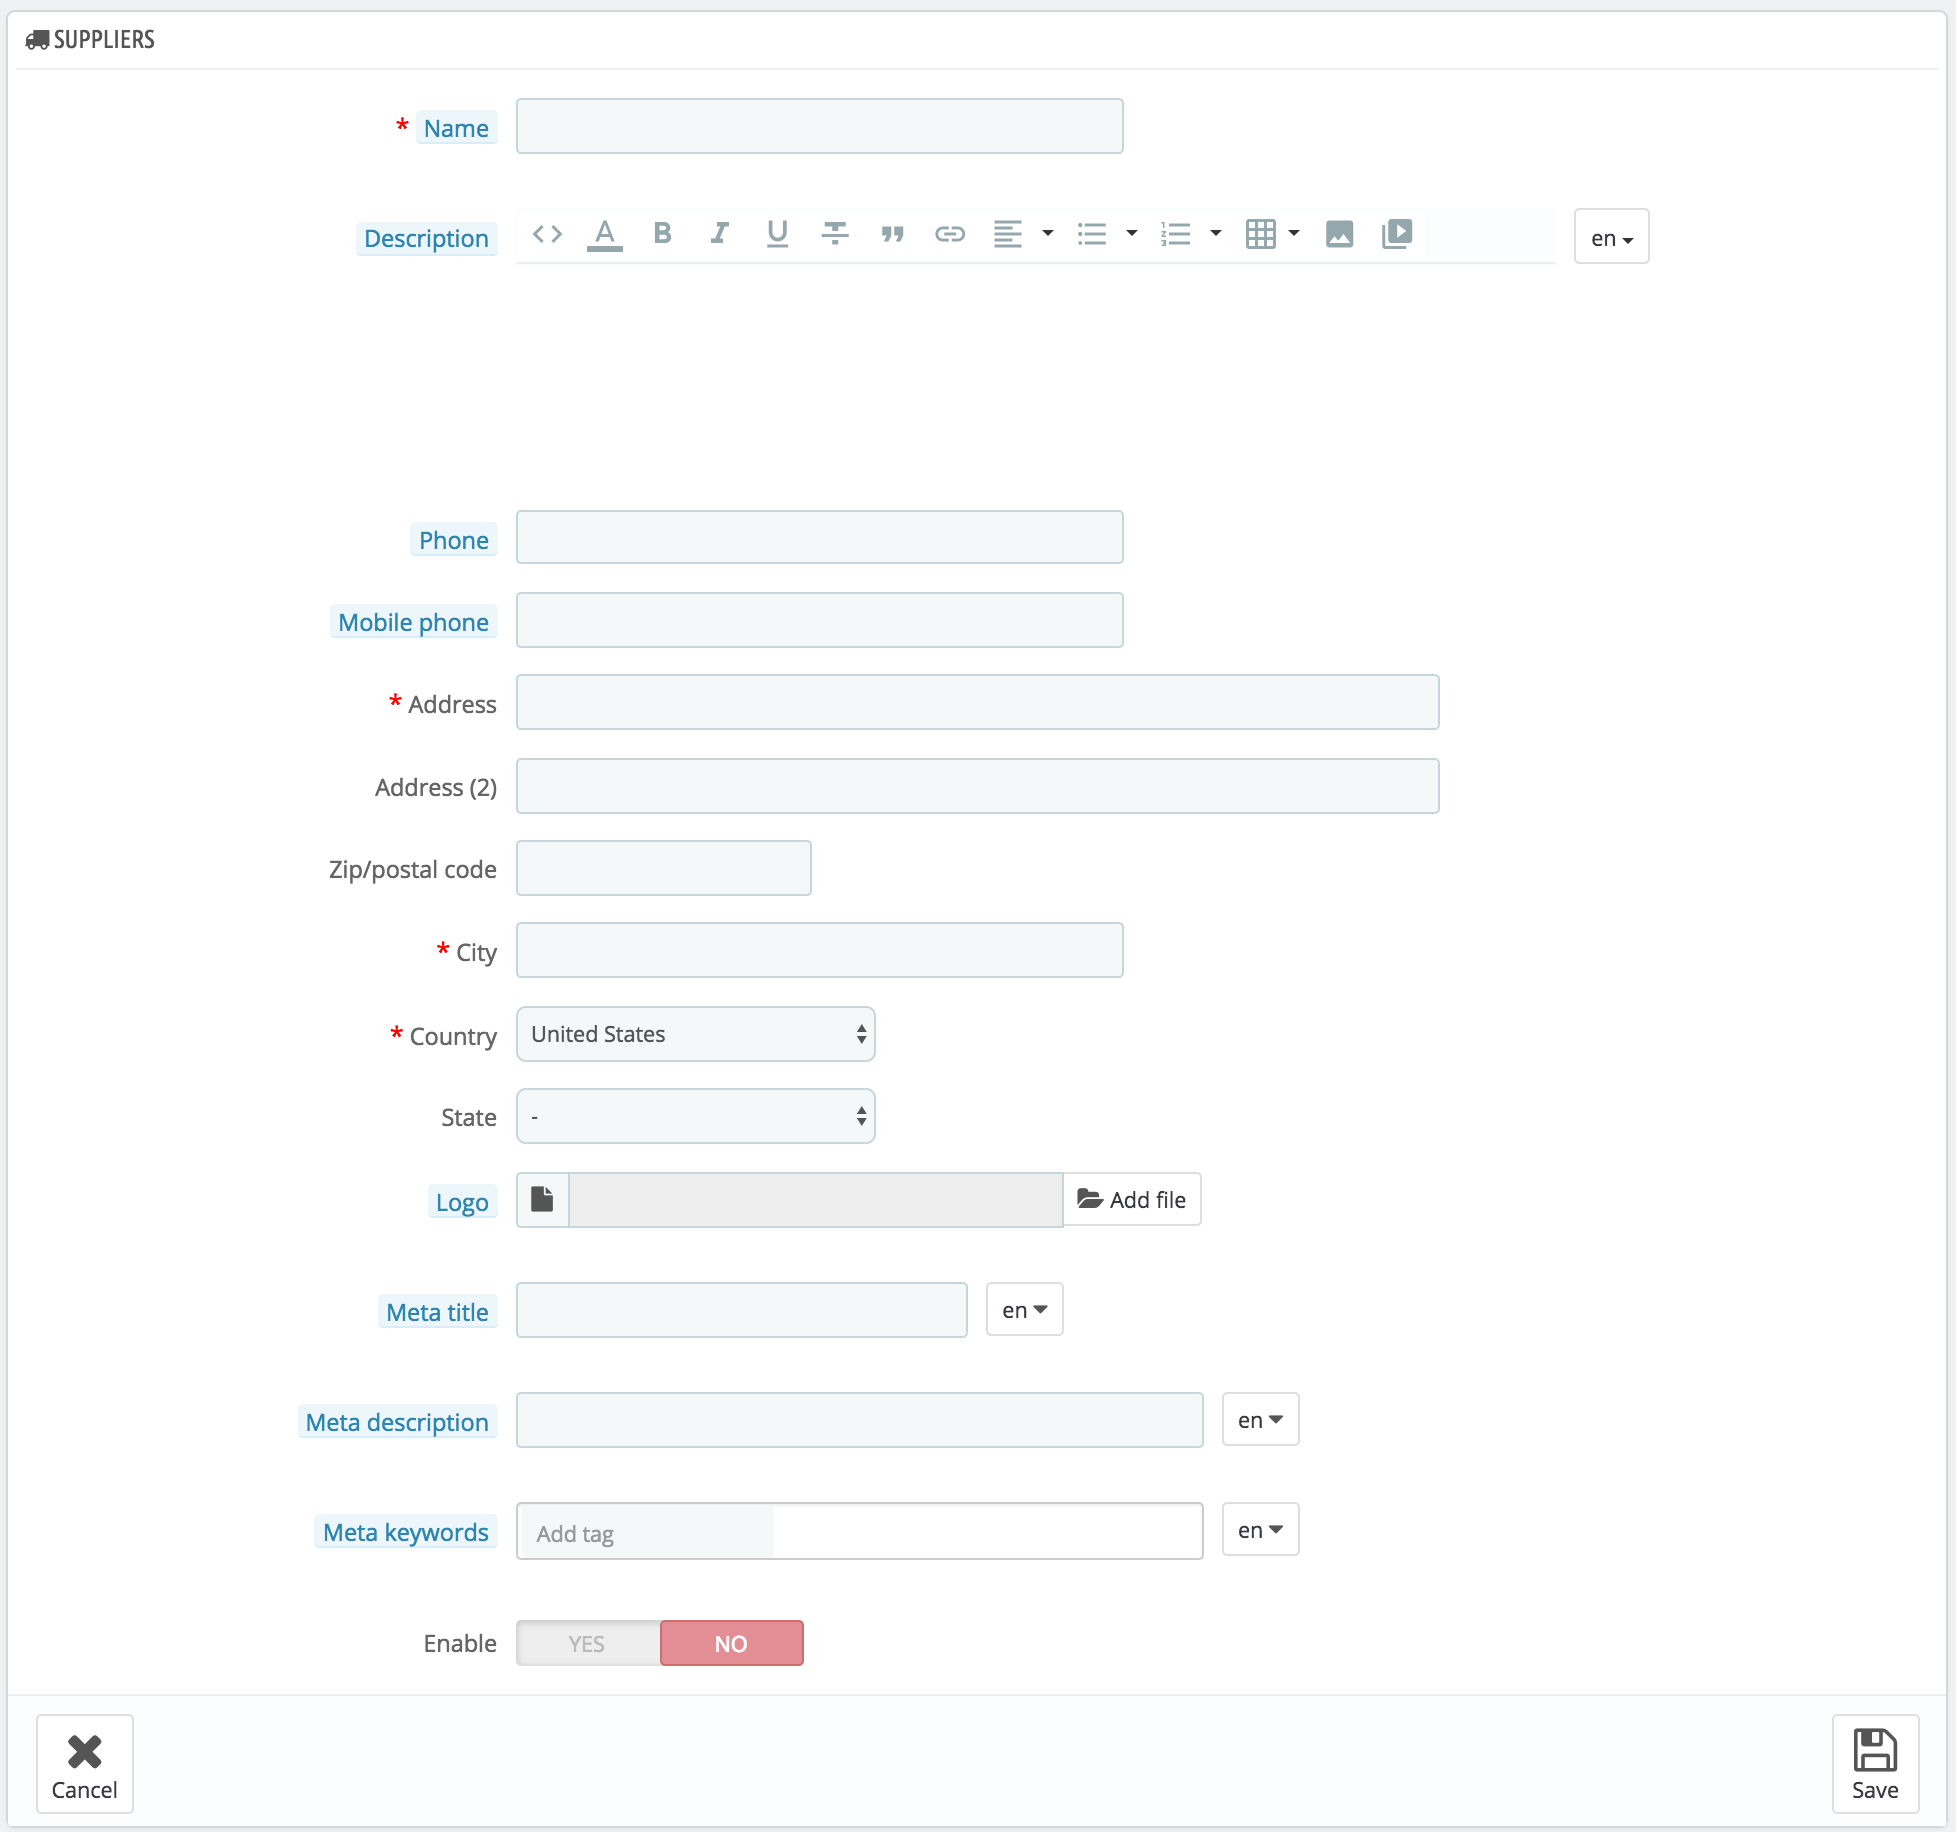 SUPPLIERS
* Name
Description
en
Phone
Mobile phone
* Address
Address (2)
Zip/postal code
* City
* Country United States
State -
Logo Add file
Meta title en
Meta description en
Meta keywords Add tag en
Enable YES NO
Cancel Save